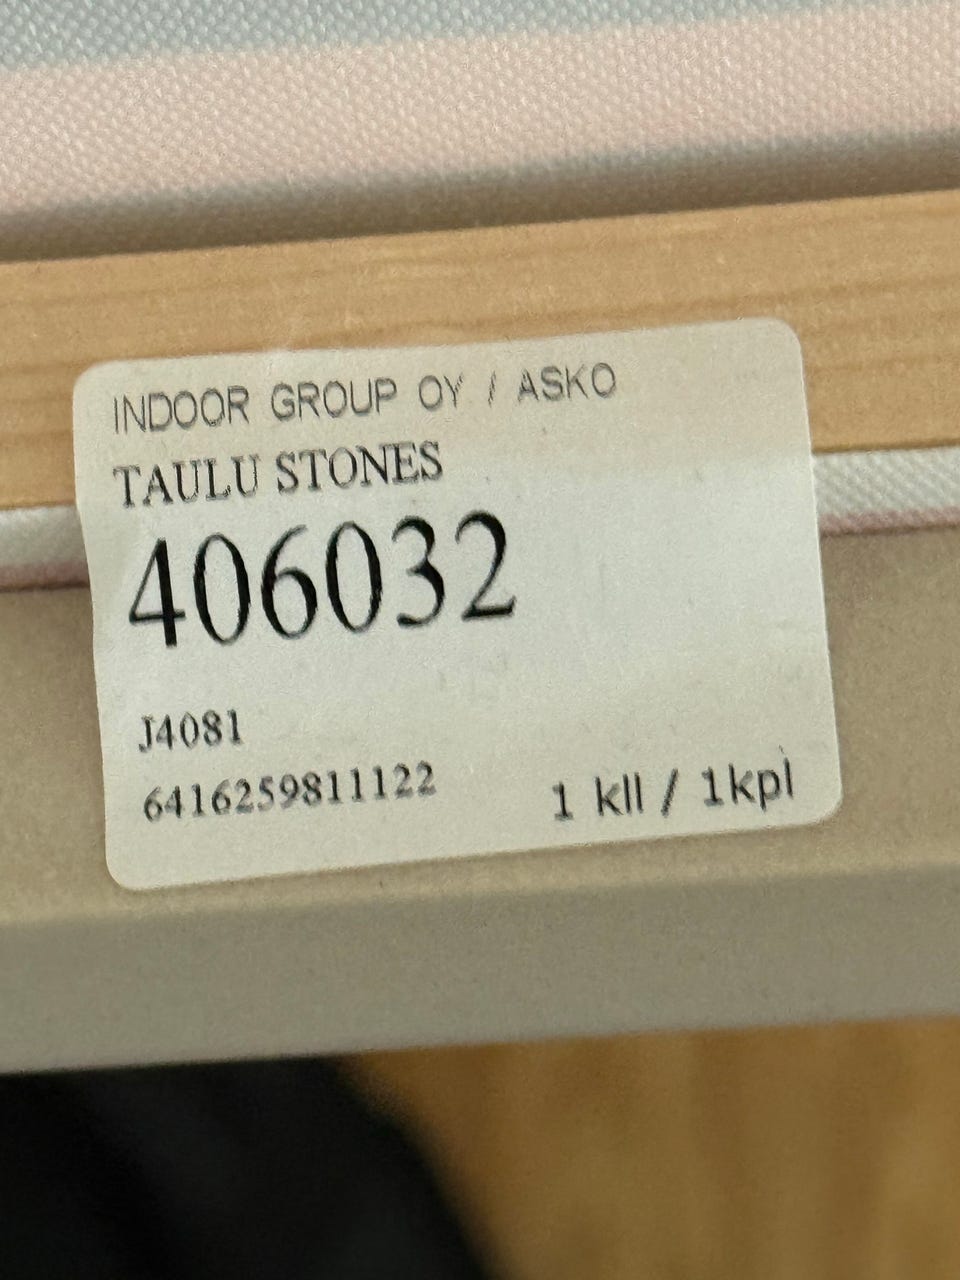 INDOOR GROUP OY / ASKO
TAULU STONES
406032
J4081
6416259811122
1 kll / 1kpl